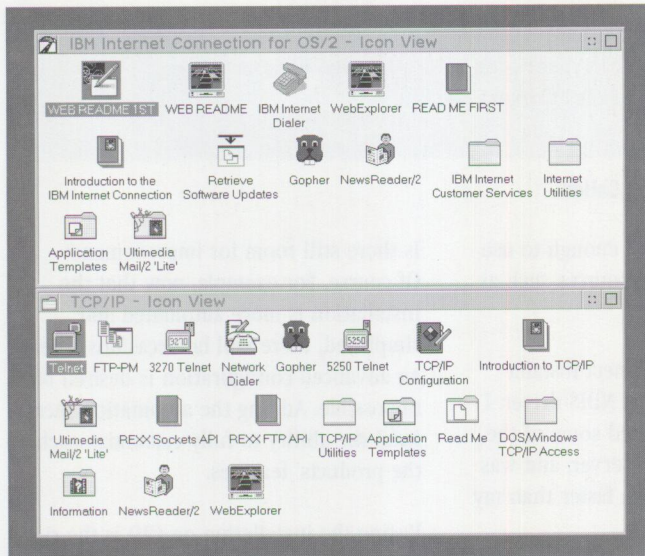 IBM Internet Connection for OS/2 - Icon View
WEB README 1ST WEB README IBM Internet Dialer WebExplorer READ ME FIRST
Introduction to the IBM Internet Connection Retrieve Software Updates Gopher NewsReader/2 IBM Internet Customer Services Internet Utilities
Application Templates Ultimedia Mail/2 'Lite'
TCP/IP - Icon View
Telnet FTP-PM 3270 Telnet Network Dialer Gopher 5250 Telnet TCP/IP Configuration Introduction to TCP/IP
Ultimedia Mail/2 'Lite' REXX Sockets API REXX FTP API TCP/IP Utilities Application Templates Read Me DOS/Windows TCP/IP Access
Information NewsReader/2 WebExplorer